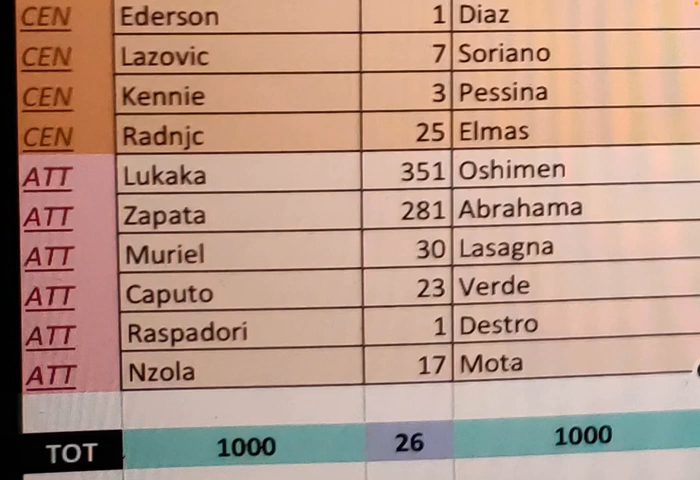 CEN Ederson 1 Diaz
CEN Lazovic 7 Soriano
CEN Kennie 3 Pessina
CEN Radnjc 25 Elmas
ATT Lukaka 351 Oshimen
ATT Zapata 281 Abrahama
ATT Muriel 30 Lasagna
ATT Caputo 23 Verde
ATT Raspadori 1 Destro
ATT Nzola 17 Mota
TOT 1000 26 1000